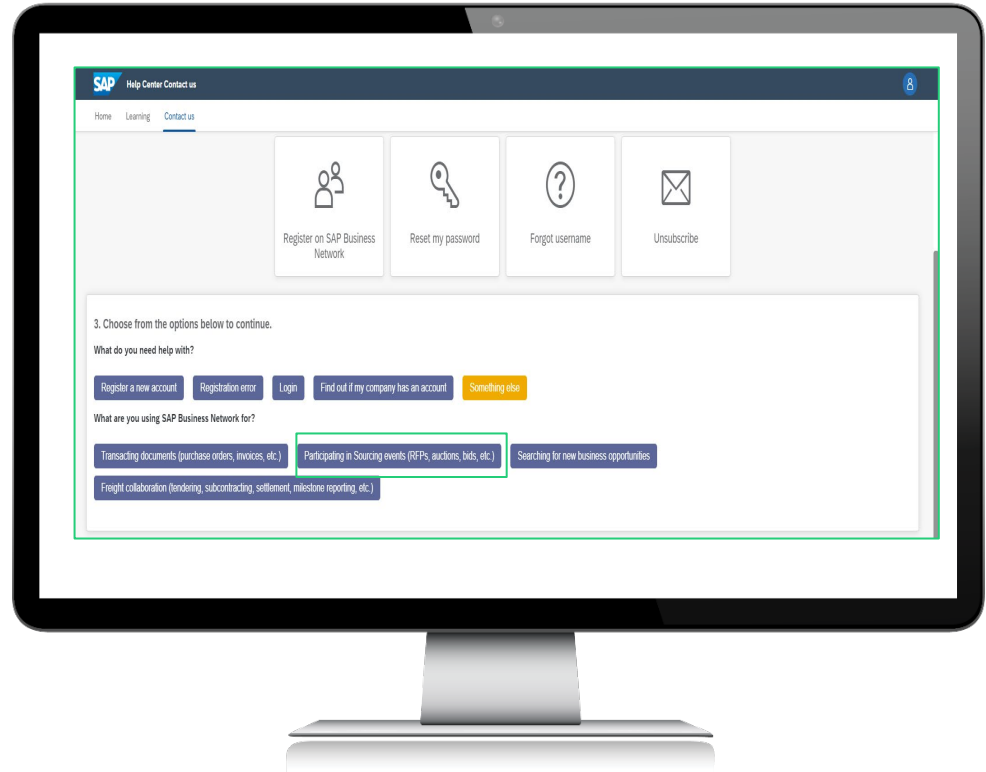 SAP Help Center Contact us
Home Learning Contact us
Register on SAP Business
Network
Reset my password
Forgot username
Unsubscribe
3. Choose from the options below to continue.
What do you need help with?
Register a new account Registration error Login Find out if my company has an account Something else
What are you using SAP Business Network for?
Transacting documents (purchase orders, invoices, etc.) Participating in Sourcing events (RFPs, auctions, bids, etc.) Searching for new business opportunities
Freight collaboration (tendering, subcontracting, settlement, milestone reporting, etc.)